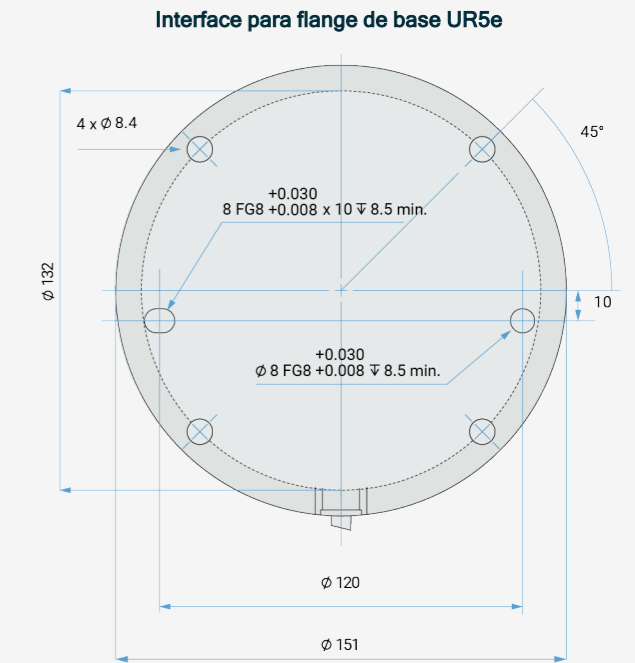 Interface para flange de base UR5e
4 x Ø 8.4
45°
+0.030
8 FG8 +0.008 x 10 ↧ 8.5 min.
Ø 132
10
+0.030
Ø 8 FG8 +0.008 ↧ 8.5 min.
Ø 120
Ø 151